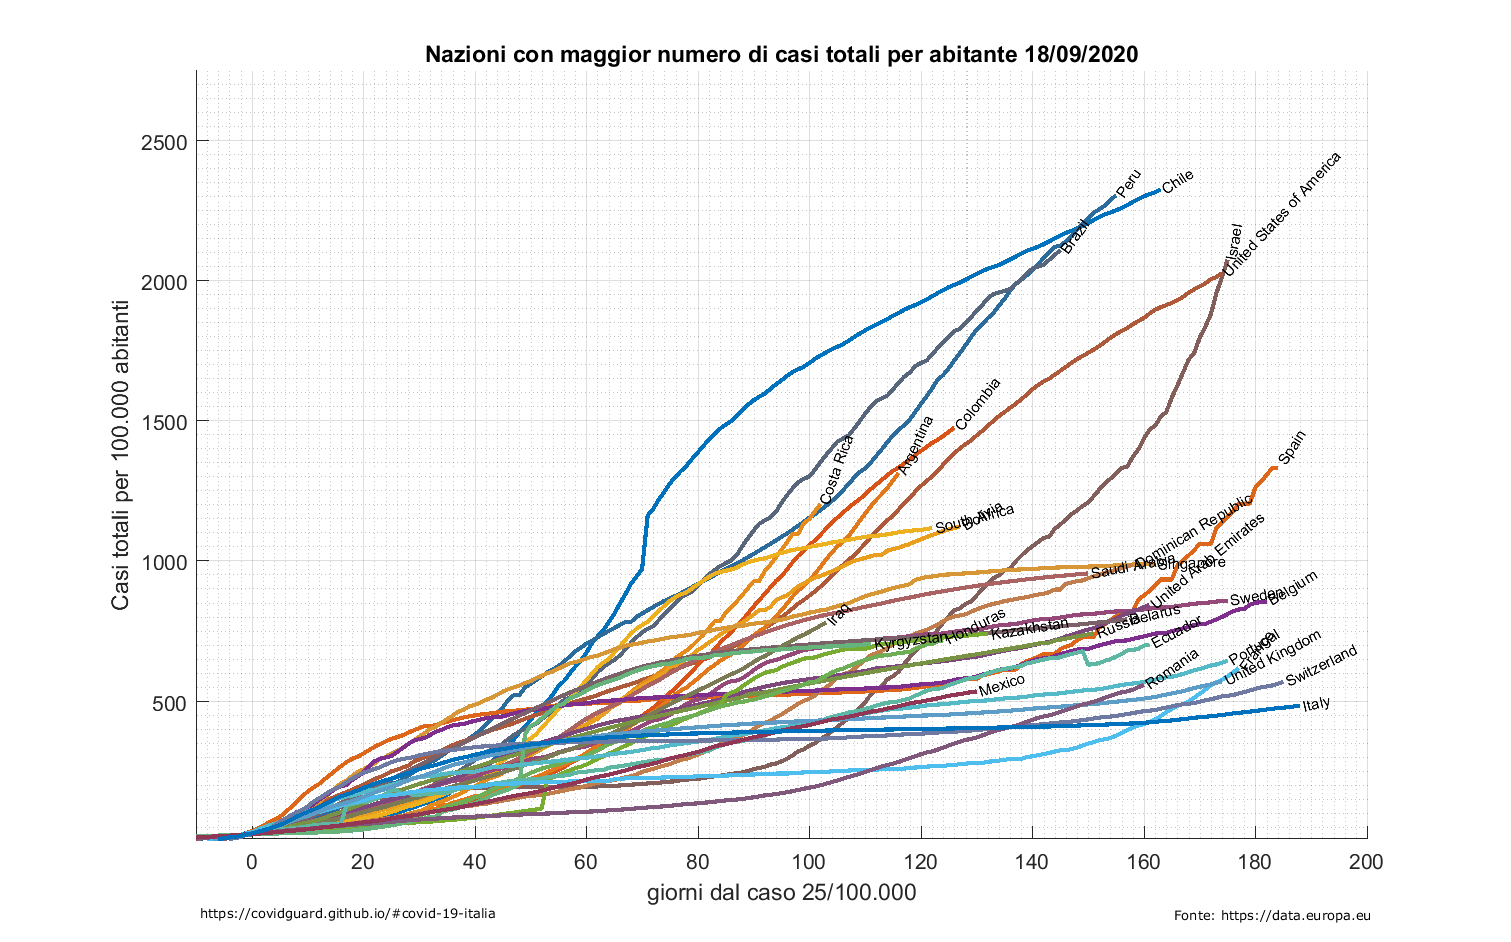 Nazioni con maggior numero di casi totali per abitante 18/09/2020
Casi totali per 100.000 abitanti
2500
2000
1500
1000
500
Peru
Chile
Brazil
Israel
United States of America
Colombia
Argentina
Costa Rica
Spain
South Africa
Bolivia
Dominican Republic
Saudi Arabia
Singapore
United Arab Emirates
Sweden
Belgium
Iraq
Honduras
Kazakhstan
Kyrgyzstan
Russia
Belarus
Ecuador
Portugal
France
United Kingdom
Switzerland
Romania
Mexico
Italy
0 20 40 60 80 100 120 140 160 180 200
giorni dal caso 25/100.000
https://covidguard.github.io/#covid-19-italia
Fonte: https://data.europa.eu